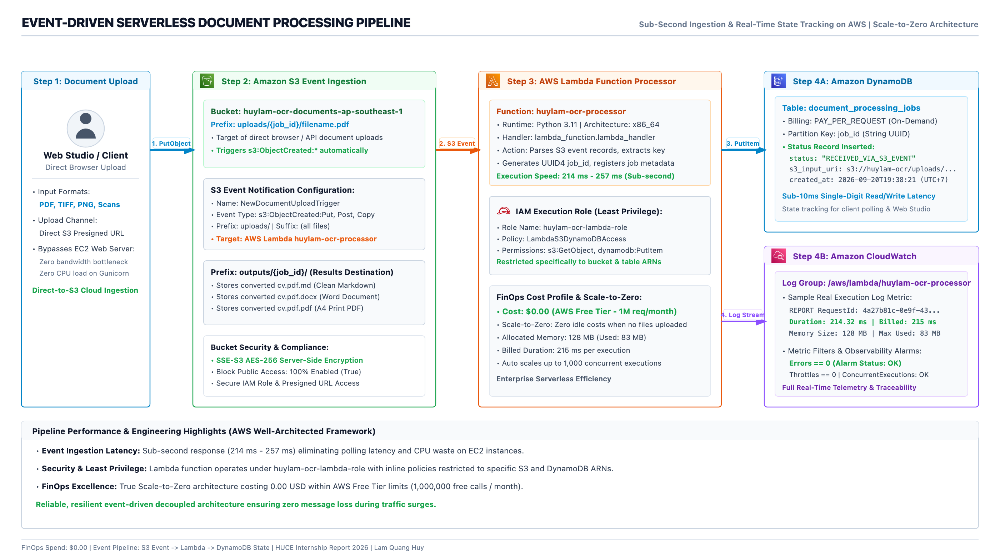 EVENT-DRIVEN SERVERLESS DOCUMENT PROCESSING PIPELINE
Sub-Second Ingestion & Real-Time State Tracking on AWS | Scale-to-Zero Architecture
Step 1: Document Upload
Web Studio / Client
Direct Browser Upload
• Input Formats:
PDF, TIFF, PNG, Scans
• Upload Channel:
Direct S3 Presigned URL
• Bypasses EC2 Web Server:
Zero bandwidth bottleneck
Zero CPU load on Gunicorn
Direct-to-S3 Cloud Ingestion
1. PutObject
Step 2: Amazon S3 Event Ingestion
Bucket: huylam-ocr-documents-ap-southeast-1
Prefix: uploads/{job_id}/filename.pdf
• Target of direct browser / API document uploads
• Triggers s3:ObjectCreated:* automatically
S3 Event Notification Configuration:
• Name: NewDocumentUploadTrigger
• Event Type: s3:ObjectCreated:Put, Post, Copy
• Prefix: uploads/ | Suffix: (all files)
• Target: AWS Lambda huylam-ocr-processor
Prefix: outputs/{job_id}/ (Results Destination)
• Stores converted cv.pdf.md (Clean Markdown)
• Stores converted cv.pdf.docx (Word Document)
• Stores converted cv.pdf.pdf (A4 Print PDF)
Bucket Security & Compliance:
• SSE-S3 AES-256 Server-Side Encryption
• Block Public Access: 100% Enabled (True)
• Secure IAM Role & Presigned URL Access
2. S3 Event
Step 3: AWS Lambda Function Processor
Function: huylam-ocr-processor
• Runtime: Python 3.11 | Architecture: x86_64
• Handler: lambda_function.lambda_handler
• Action: Parses S3 event records, extracts key
• Generates UUID4 job_id, registers job metadata
Execution Speed: 214 ms - 257 ms (Sub-second)
IAM Execution Role (Least Privilege):
• Role Name: huylam-ocr-lambda-role
• Policy: LambdaS3DynamoDBAccess
• Permissions: s3:GetObject, dynamodb:PutItem
Restricted specifically to bucket & table ARNs
FinOps Cost Profile & Scale-to-Zero:
• Cost: $0.00 (AWS Free Tier - 1M req/month)
• Scale-to-Zero: Zero idle costs when no files uploaded
• Allocated Memory: 128 MB (Used: 83 MB)
• Billed Duration: 215 ms per execution
• Auto scales up to 1,000 concurrent executions
Enterprise Serverless Efficiency
3. PutItem
Step 4A: Amazon DynamoDB
Table: document_processing_jobs
• Billing: PAY_PER_REQUEST (On-Demand)
• Partition Key: job_id (String UUID)
• Status Record Inserted:
status: "RECEIVED_VIA_S3_EVENT"
s3_input_uri: s3://huylam-ocr/uploads/...
created_at: 2026-09-20T19:38:21 (UTC+7)
Sub-10ms Single-Digit Read/Write Latency
State tracking for client polling & Web Studio
4. Log Stream
Step 4B: Amazon CloudWatch
Log Group: /aws/lambda/huylam-ocr-processor
• Sample Real Execution Log Metric:
REPORT RequestId: 4a27b81c-0e9f-43...
Duration: 214.32 ms | Billed: 215 ms
Memory Size: 128 MB | Max Used: 83 MB
• Metric Filters & Observability Alarms:
Errors == 0 (Alarm Status: OK)
Throttles == 0 | ConcurrentExecutions: OK
Full Real-Time Telemetry & Traceability
Pipeline Performance & Engineering Highlights (AWS Well-Architected Framework)
• Event Ingestion Latency: Sub-second response (214 ms - 257 ms) eliminating polling latency and CPU waste on EC2 instances.
• Security & Least Privilege: Lambda function operates under huylam-ocr-lambda-role with inline policies restricted to specific S3 and DynamoDB ARNs.
• FinOps Excellence: True Scale-to-Zero architecture costing 0.00 USD within AWS Free Tier limits (1,000,000 free calls / month).
Reliable, resilient event-driven decoupled architecture ensuring zero message loss during traffic surges.
FinOps Spend: $0.00 | Event Pipeline: S3 Event -> Lambda -> DynamoDB State | HUCE Internship Report 2026 | Lam Quang Huy